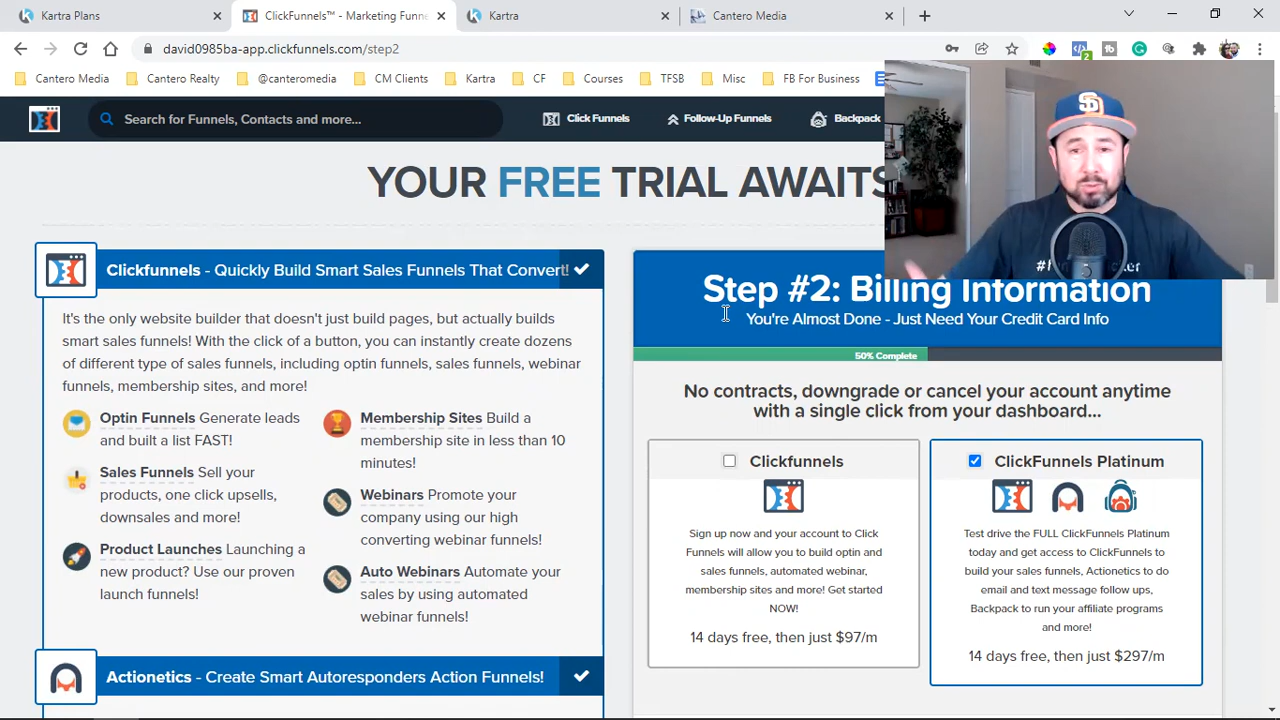 Kartra Plans
ClickFunnels™ - Marketing Funne
Kartra
Cantero Media
david0985ba-app.clickfunnels.com/step2
2
Cantero Media
Cantero Realty
@canteromedia
CM Clients
Kartra
CF
Courses
TFSB
Misc
FB For Business
Search for Funnels, Contacts and more...
Click Funnels
Follow-Up Funnels
Backpack
YOUR FREE TRIAL AWAITS
Clickfunnels - Quickly Build Smart Sales Funnels That Convert!
It's the only website builder that doesn't just build pages, but actually builds
smart sales funnels! With the click of a button, you can instantly create dozens
of different type of sales funnels, including optin funnels, sales funnels, webinar
funnels, membership sites, and more!
Optin Funnels Generate leads
and built a list FAST!
Sales Funnels Sell your
products, one click upsells,
downsales and more!
Product Launches Launching a
new product? Use our proven
launch funnels!
Membership Sites Build a
membership site in less than 10
minutes!
Webinars Promote your
company using our high
converting webinar funnels!
Auto Webinars Automate your
sales by using automated
webinar funnels!
Actionetics - Create Smart Autoresponders Action Funnels!
Step #2: Billing Information
You're Almost Done - Just Need Your Credit Card Info
50% Complete
No contracts, downgrade or cancel your account anytime
with a single click from your dashboard...
Clickfunnels
Sign up now and your account to Click
Funnels will allow you to build optin and
sales funnels, automated webinar,
membership sites and more! Get started
NOW!
14 days free, then just $97/m
ClickFunnels Platinum
Test drive the FULL ClickFunnels Platinum
today and get access to ClickFunnels to
build your sales funnels, Actionetics to do
email and text message follow ups,
Backpack to run your affiliate programs
and more!
14 days free, then just $297/m
SD